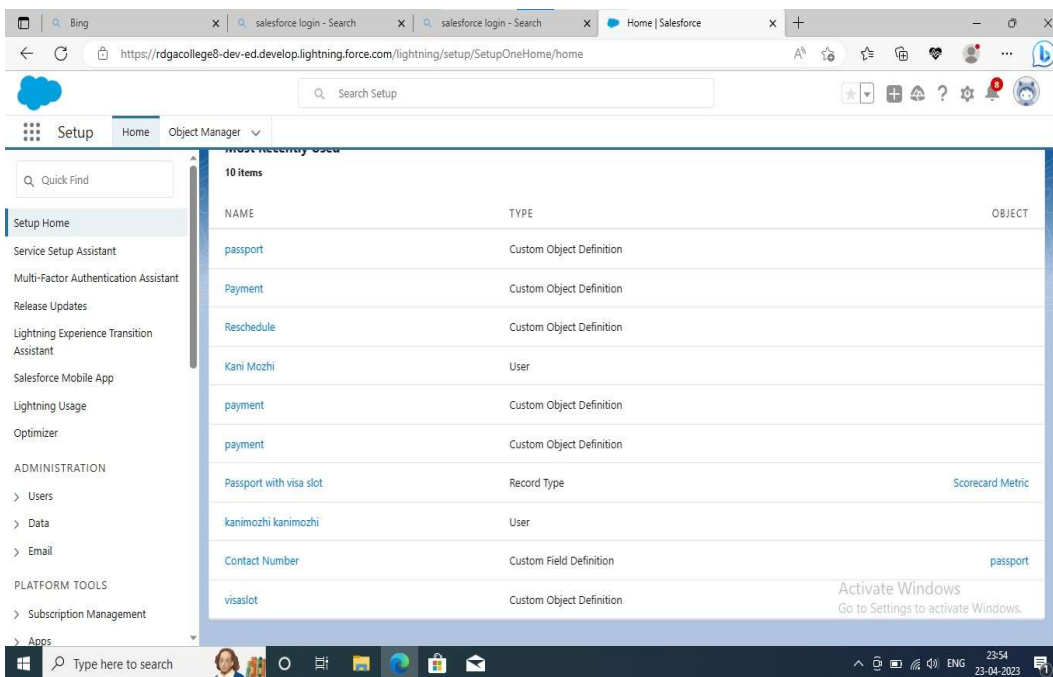 Bing
salesforce login - Search
salesforce login - Search
Home | Salesforce
https://rdgacollege8-dev-ed.develop.lightning.force.com/lightning/setup/SetupOneHome/home
Search Setup
8
Setup
Home
Object Manager
Quick Find
Setup Home
Service Setup Assistant
Multi-Factor Authentication Assistant
Release Updates
Lightning Experience Transition
Assistant
Salesforce Mobile App
Lightning Usage
Optimizer
ADMINISTRATION
Users
Data
Email
PLATFORM TOOLS
Subscription Management
Apps
Most Recently Used
10 items
NAME TYPE OBJECT
passport Custom Object Definition
Payment Custom Object Definition
Reschedule Custom Object Definition
Kani Mozhi User
payment Custom Object Definition
payment Custom Object Definition
Passport with visa slot Record Type Scorecard Metric
kanimozhi kanimozhi User
Contact Number Custom Field Definition passport
visaslot Custom Object Definition
Activate Windows
Go to Settings to activate Windows.
Type here to search
ENG
23:54
23-04-2023
1